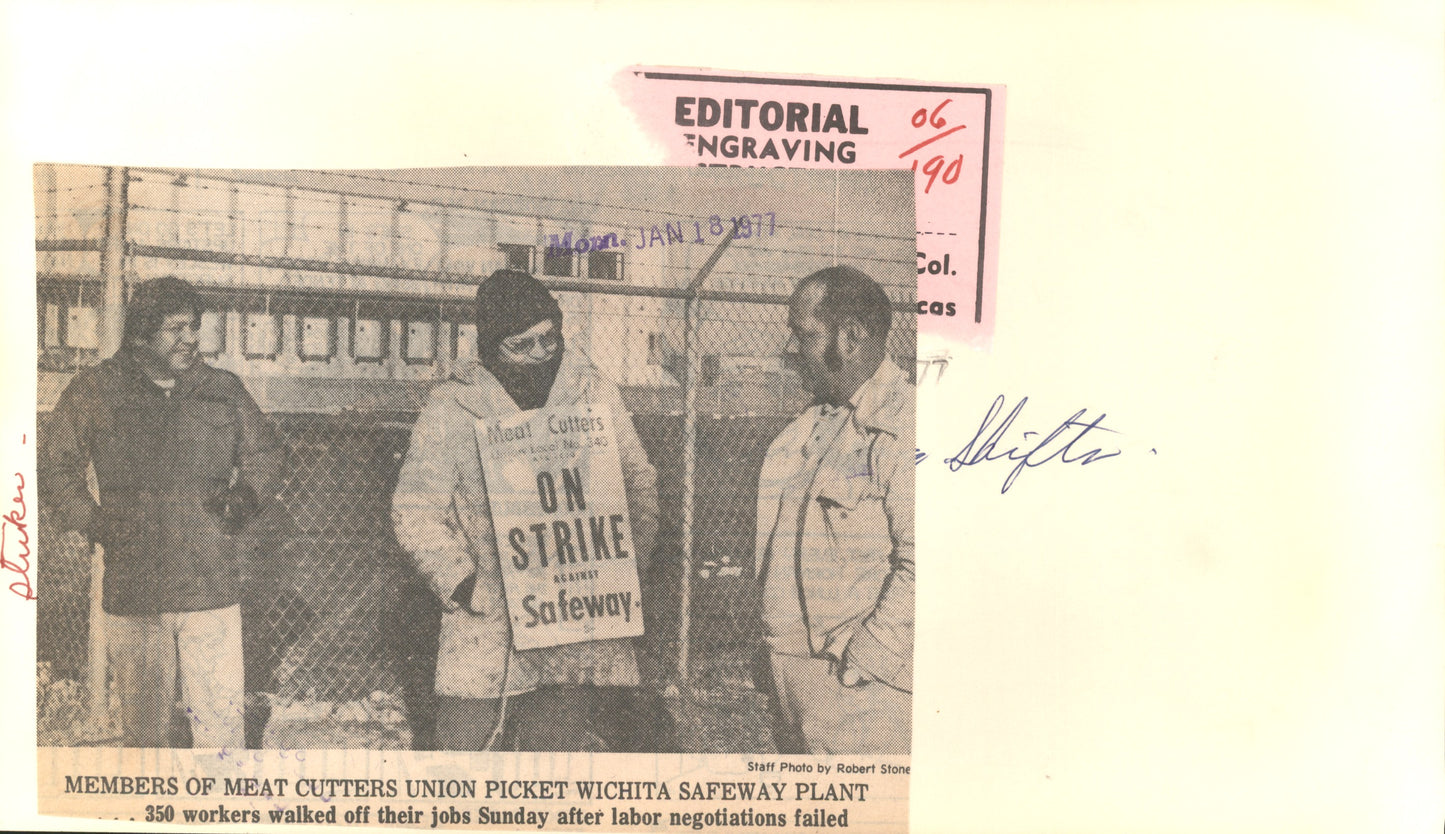 EDITORIAL
ENGRAVING
06/190
Col.
cas
Morn. JAN 18 1977
Meat Cutters
Union Local No. 340
ON
STRIKE
AGAINST
Safeway
Shifts.
Staff Photo by Robert Stone
MEMBERS OF MEAT CUTTERS UNION PICKET WICHITA SAFEWAY PLANT
. . . 350 workers walked off their jobs Sunday after labor negotiations failed